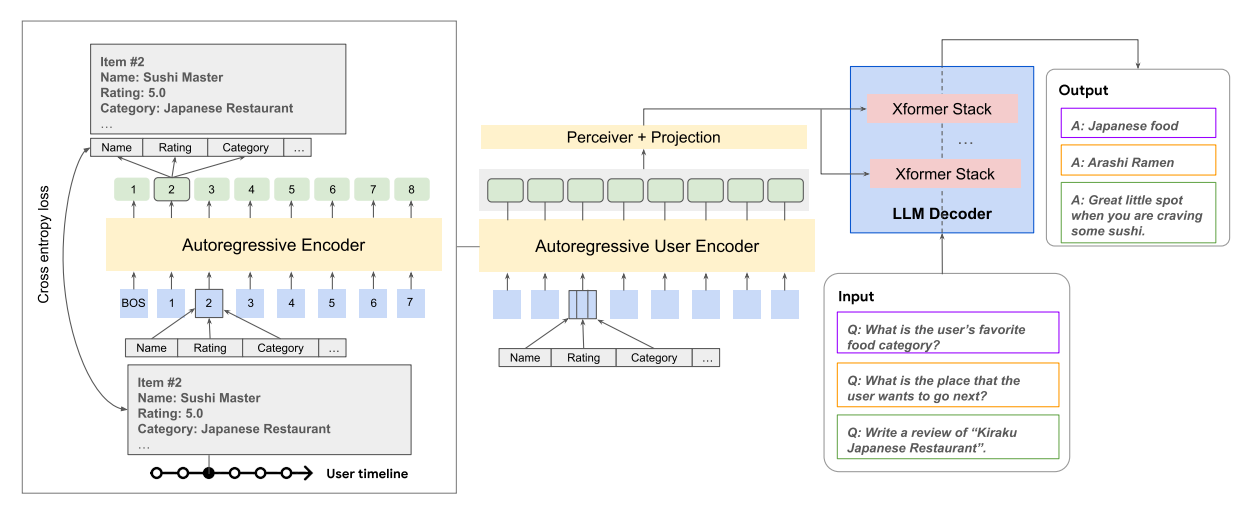 Item #2
Name: Sushi Master
Rating: 5.0
Category: Japanese Restaurant
...
Name Rating Category ...
1 2 3 4 5 6 7 8
Autoregressive Encoder
BOS 1 2 3 4 5 6 7
Name Rating Category ...
Item #2
Name: Sushi Master
Rating: 5.0
Category: Japanese Restaurant
...
User timeline
Cross entropy loss
Perceiver + Projection
Autoregressive User Encoder
Name Rating Category ...
Xformer Stack
...
Xformer Stack
LLM Decoder
Input
Q: What is the user's favorite
food category?
Q: What is the place that the
user wants to go next?
Q: Write a review of “Kiraku
Japanese Restaurant”.
Output
A: Japanese food
A: Arashi Ramen
A: Great little spot
when you are craving
some sushi.